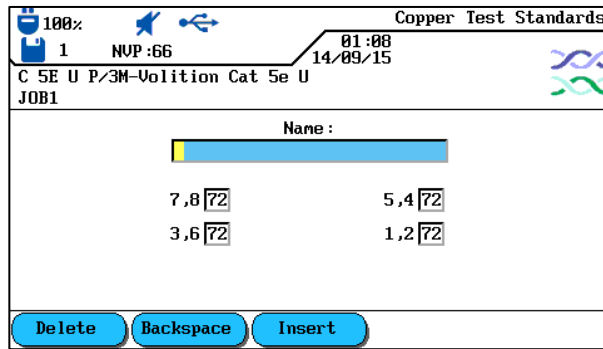 100% Copper Test Standards
1 NVP:66 01:08
14/09/15
C 5E U P/3M-Volition Cat 5e U
JOB1
Name:
7,8 72 5,4 72
3,6 72 1,2 72
Delete Backspace Insert